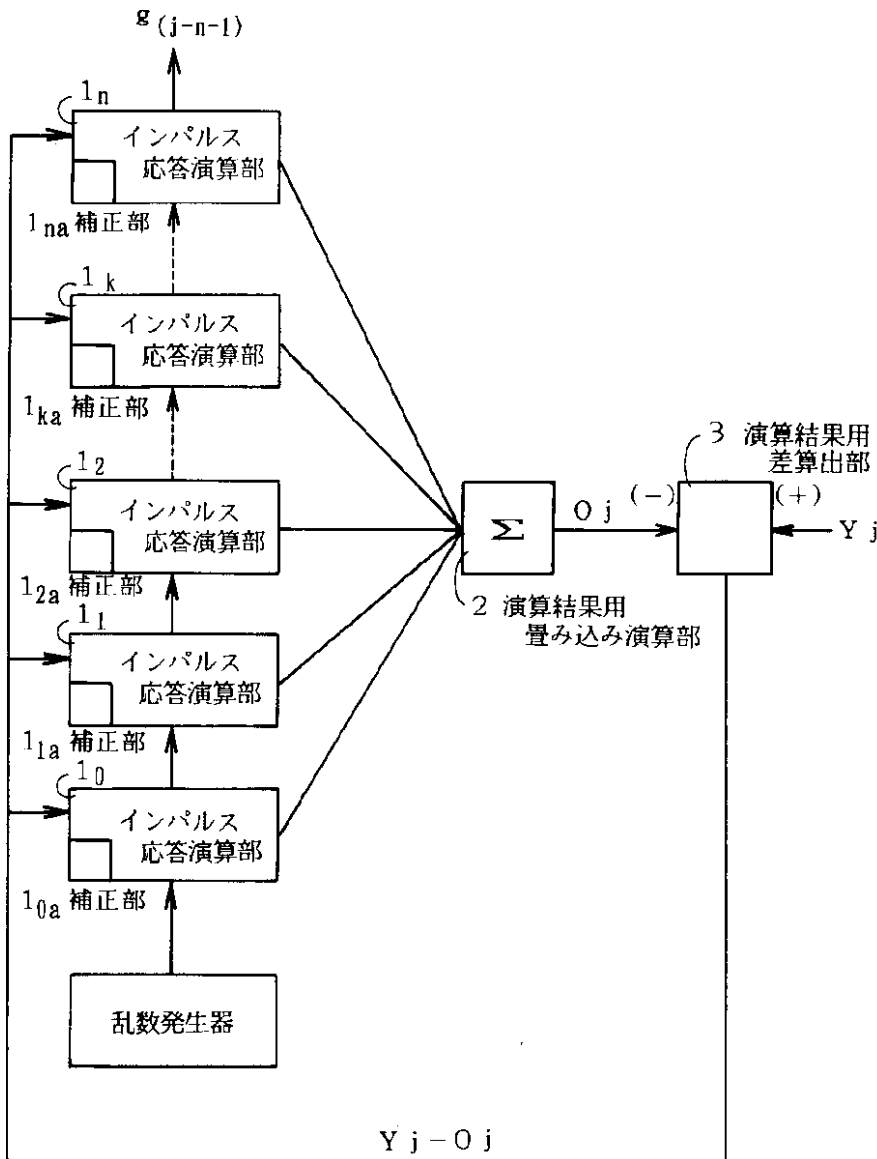 g(j-n-1)
1n
インパルス
応答演算部
1na 補正部
1k
インパルス
応答演算部
1ka 補正部
3 演算結果用
差算出部
12
インパルス
応答演算部
Σ
O j
(-)
(+)
Y j
12a 補正部
2 演算結果用
畳み込み演算部
11
インパルス
応答演算部
11a 補正部
10
インパルス
応答演算部
10a 補正部
乱数発生器
Y j - O j